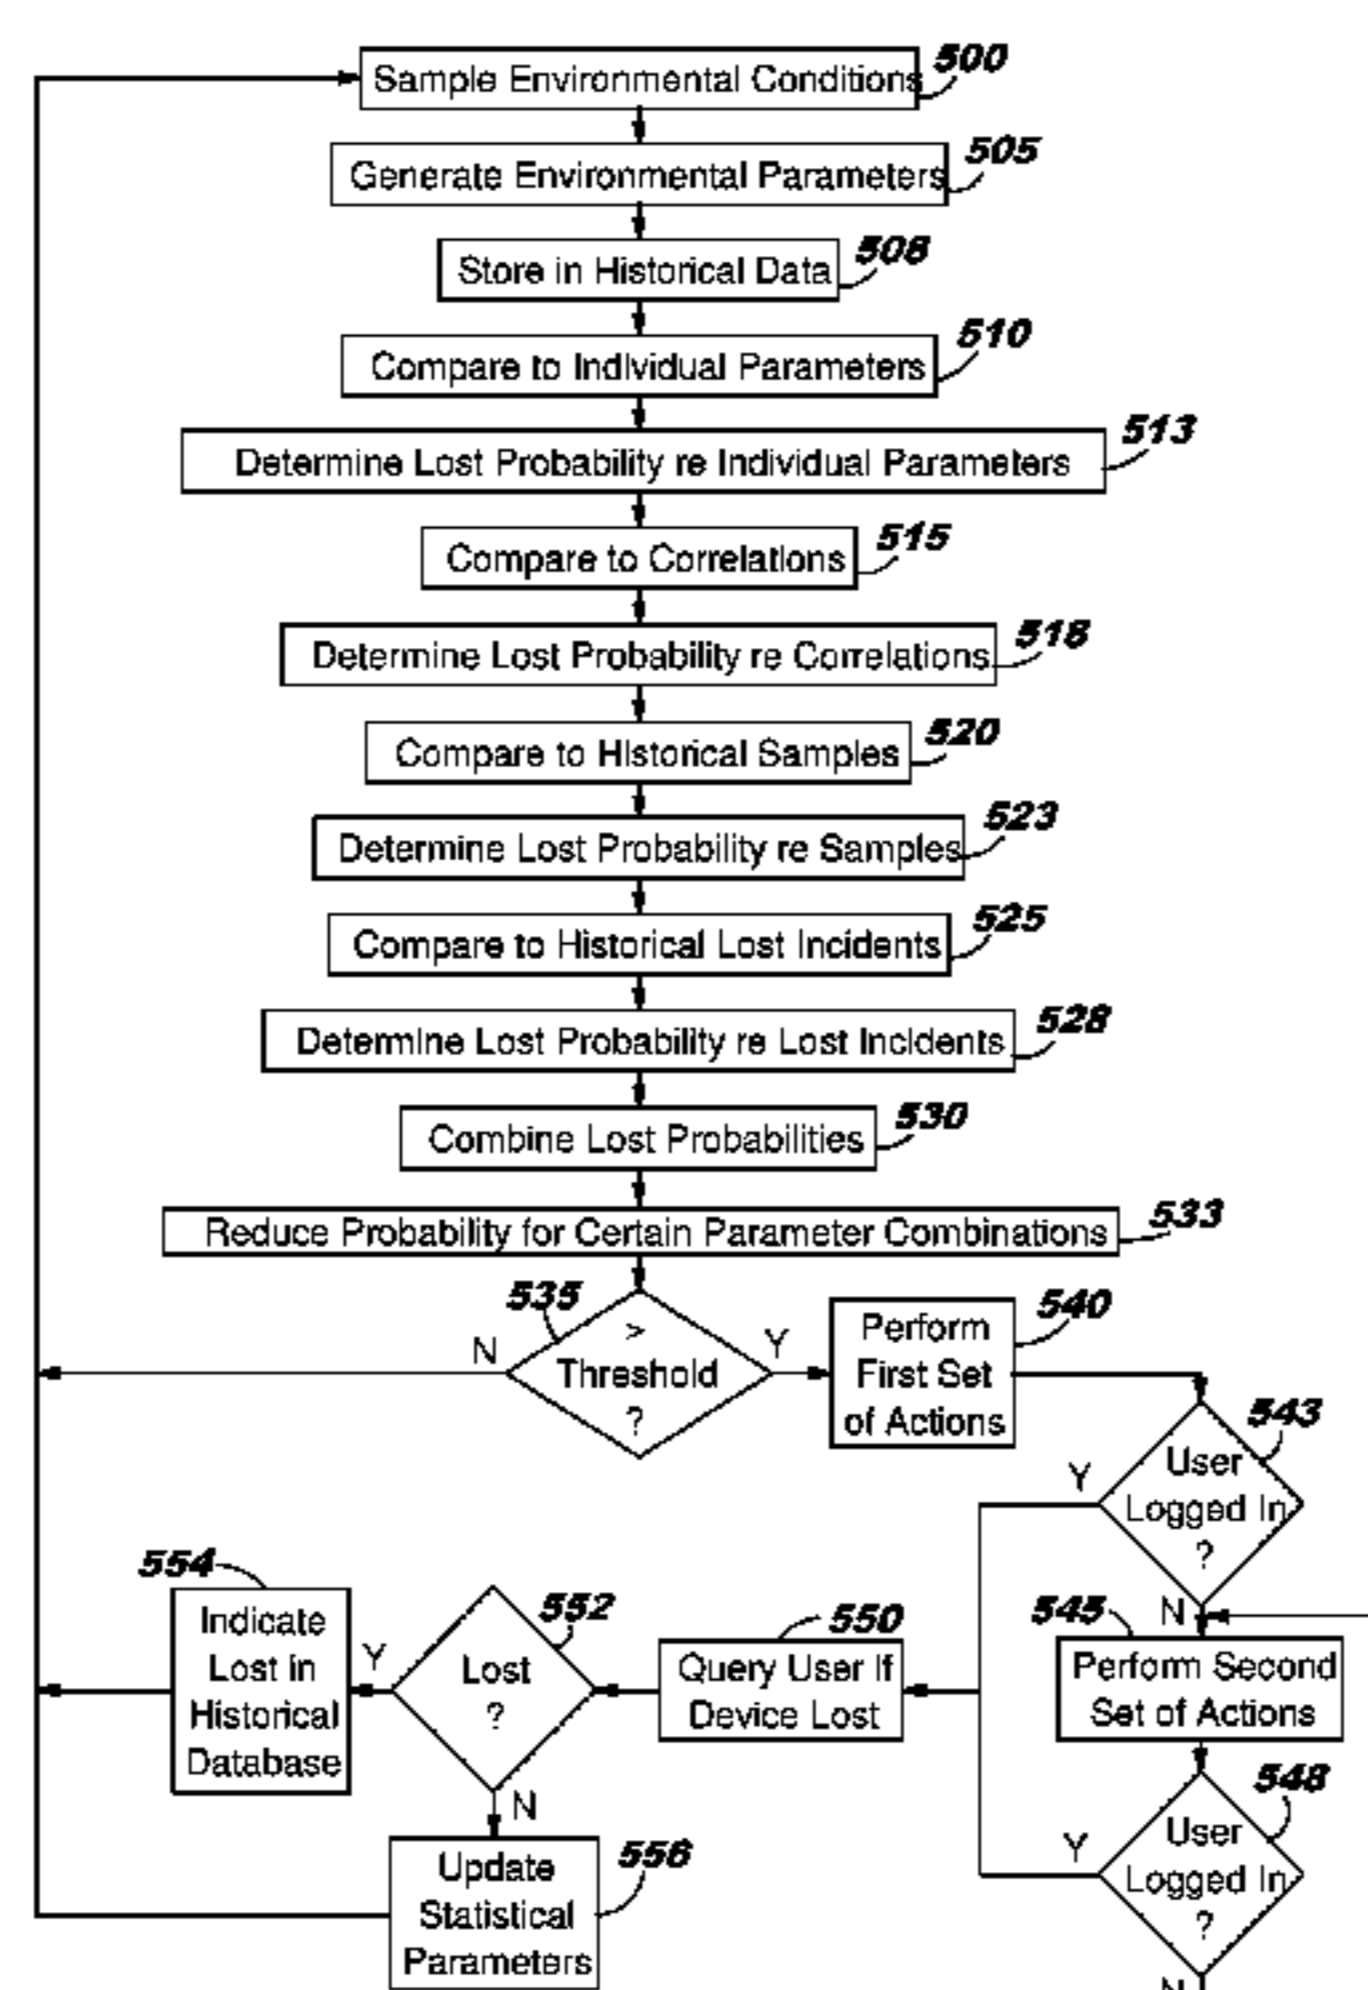 Sample Environmental Conditions 500
Generate Environmental Parameters 505
Store in Historical Data 508
Compare to Individual Parameters 510
Determine Lost Probability re Individual Parameters 513
Compare to Correlations 515
Determine Lost Probability re Correlations 518
Compare to Historical Samples 520
Determine Lost Probability re Samples 523
Compare to Historical Lost Incidents 525
Determine Lost Probability re Lost Incidents 528
Combine Lost Probabilities 530
Reduce Probability for Certain Parameter Combinations 533
535
>
Threshold
?
N
Y
540
Perform
First Set
of Actions
543
User
Logged In
?
Y
N
545
Perform Second
Set of Actions
548
User
Logged In
?
Y
N
550
Query User If
Device Lost
552
Lost
?
Y
N
554
Indicate
Lost in
Historical
Database
556
Update
Statistical
Parameters